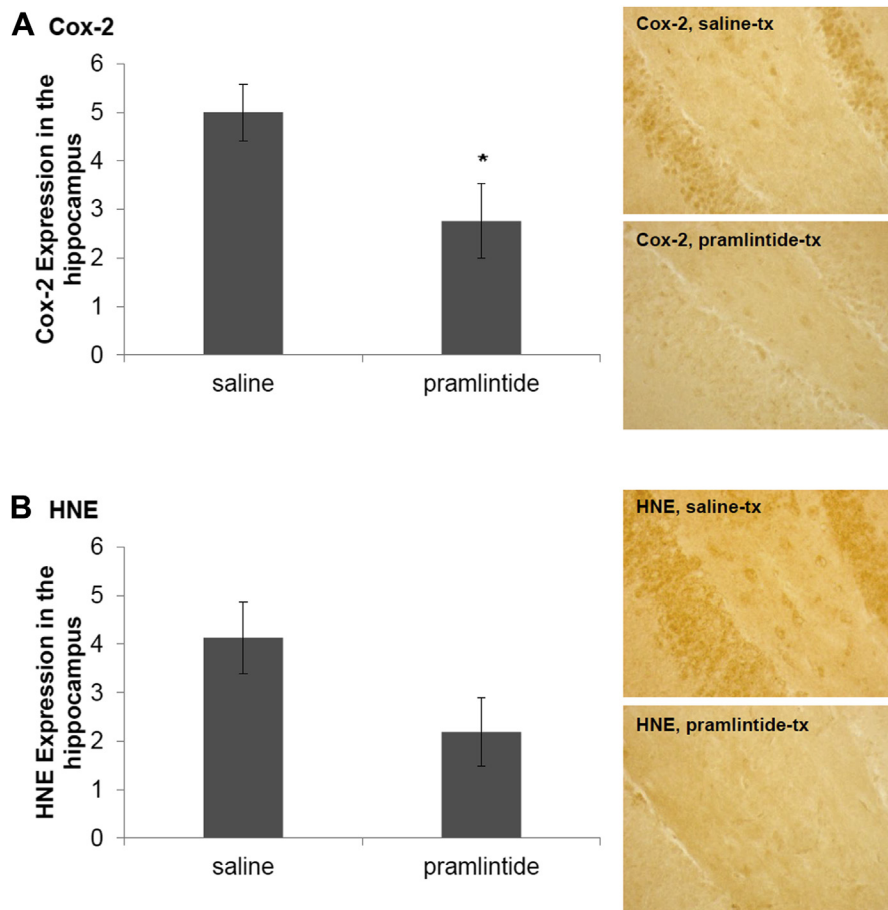 A Cox-2
Cox-2 Expression in the
hippocampus
6
5
4
3
2
1
0
*
saline
pramlintide
Cox-2, saline-tx
Cox-2, pramlintide-tx
B HNE
HNE Expression in the
hippocampus
6
5
4
3
2
1
0
saline
pramlintide
HNE, saline-tx
HNE, pramlintide-tx